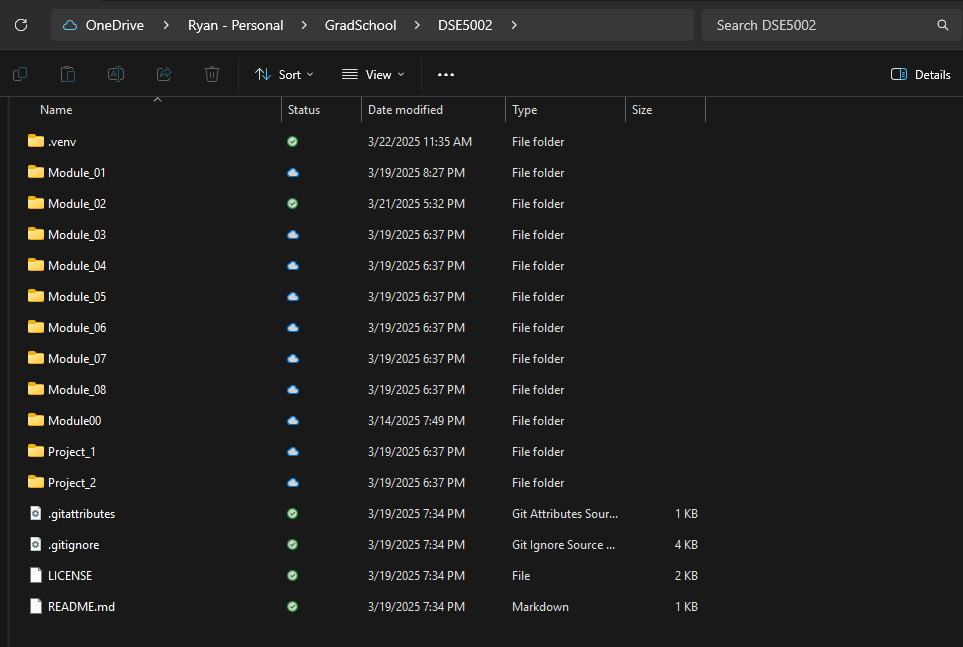 OneDrive > Ryan - Personal > GradSchool > DSE5002 > Search DSE5002
Sort View ... Details
Name Status Date modified Type Size
.venv 3/22/2025 11:35 AM File folder
Module_01 3/19/2025 8:27 PM File folder
Module_02 3/21/2025 5:32 PM File folder
Module_03 3/19/2025 6:37 PM File folder
Module_04 3/19/2025 6:37 PM File folder
Module_05 3/19/2025 6:37 PM File folder
Module_06 3/19/2025 6:37 PM File folder
Module_07 3/19/2025 6:37 PM File folder
Module_08 3/19/2025 6:37 PM File folder
Module00 3/14/2025 7:49 PM File folder
Project_1 3/19/2025 6:37 PM File folder
Project_2 3/19/2025 6:37 PM File folder
.gitattributes 3/19/2025 7:34 PM Git Attributes Sour... 1 KB
.gitignore 3/19/2025 7:34 PM Git Ignore Source ... 4 KB
LICENSE 3/19/2025 7:34 PM File 2 KB
README.md 3/19/2025 7:34 PM Markdown 1 KB